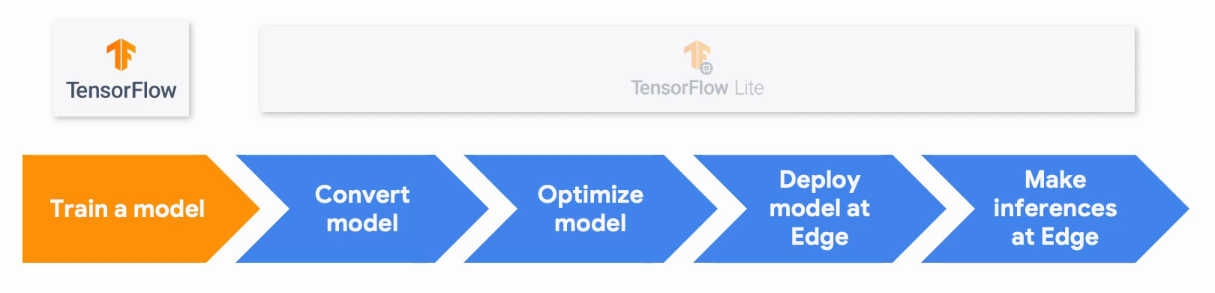 TensorFlow
TensorFlow Lite
Train a model
Convert
model
Optimize
model
Deploy
model at
Edge
Make
inferences
at Edge